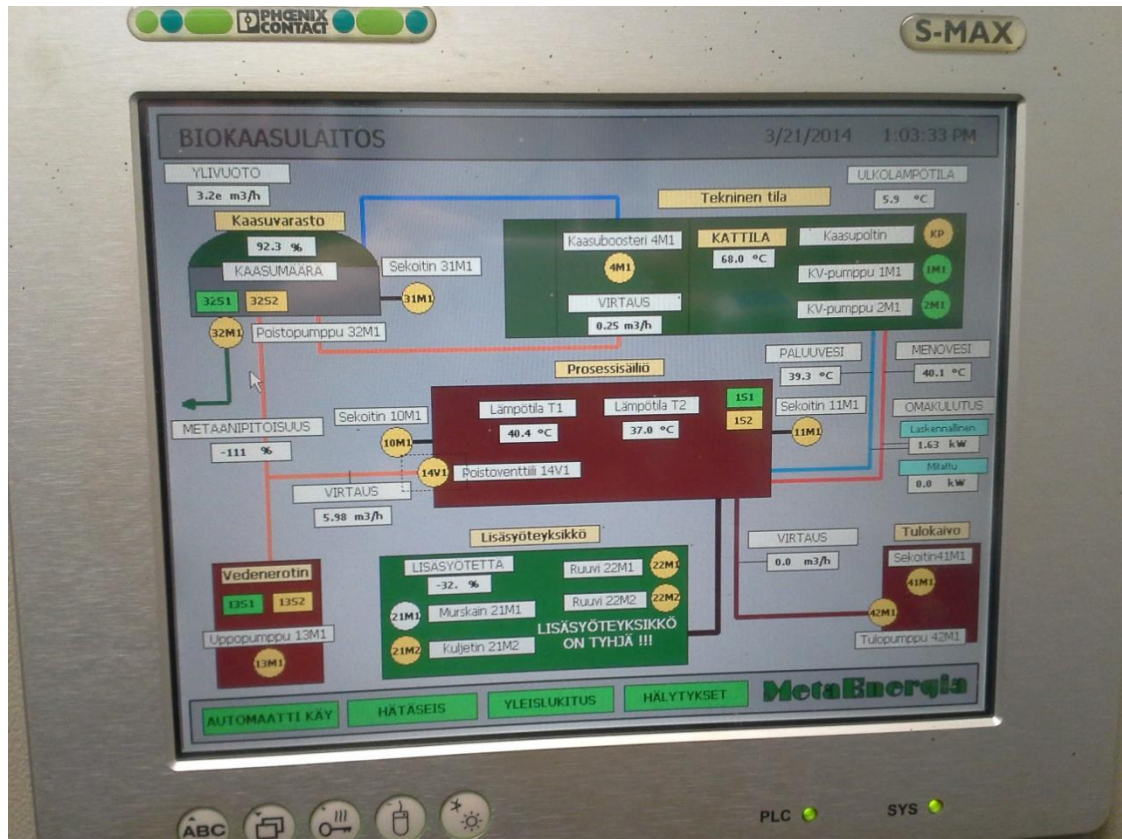 PHŒNIX
CONTACT
S-MAX
BIOKAASULAITOS
3/21/2014 1:03:33 PM
YLIVUOTO
3.2e m3/h
ULKOLAMPOTILA
5.9 °C
Kaasuvarasto
92.3 %
KAASUMÄÄRA
32S1
32S2
32M1
Poistopumppu 32M1
Sekoitin 31M1
31M1
Tekninen tila
Kaasuboosteri 4M1
4M1
VIRTAUS
0.25 m3/h
KATTILA
68.0 °C
Kaasupoltin
KP
KV-pumppu 1M1
1M1
KV-pumppu 2M1
2M1
PALUUVESI
39.3 °C
MENOVESI
40.1 °C
Prosessisäiliö
Lämpötila T1
40.4 °C
Lämpötila T2
37.0 °C
1S1
1S2
Sekoitin 10M1
10M1
Sekoitin 11M1
11M1
14V1
Poistoventtiili 14V1
METAANIPITOISUUS
-111 %
VIRTAUS
5.98 m3/h
OMAKULUTUS
Laskennallinen
1.63 kW
Mitattu
0.0 kW
Vedenerotin
13S1
13S2
Uppopumppu 13M1
13M1
Lisäsyöteyksikkö
LISÄSYOTETTA
-32. %
21M1
Murskain 21M1
21M2
Kuljetin 21M2
Ruuvi 22M1
22M1
Ruuvi 22M2
22M2
LISÄSYÖTEYKSIKKÖ
ON TYHJÄ !!!
VIRTAUS
0.0 m3/h
Tulokaivo
Sekoitin41M1
41M1
42M1
Tulopumppu 42M1
AUTOMAATTI KÄY
HÄTÄSEIS
YLEISLUKITUS
HÄLYTYKSET
MetaEnergia
ABC
PLC
SYS